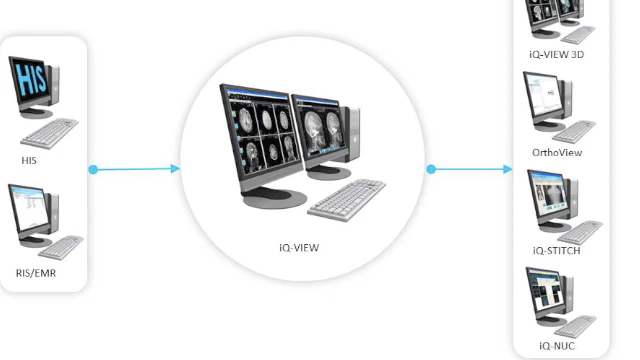 HIS
HIS
RIS/EMR
iQ-VIEW
iQ-VIEW 3D
OrthoView
iQ-STITCH
iQ-NUC